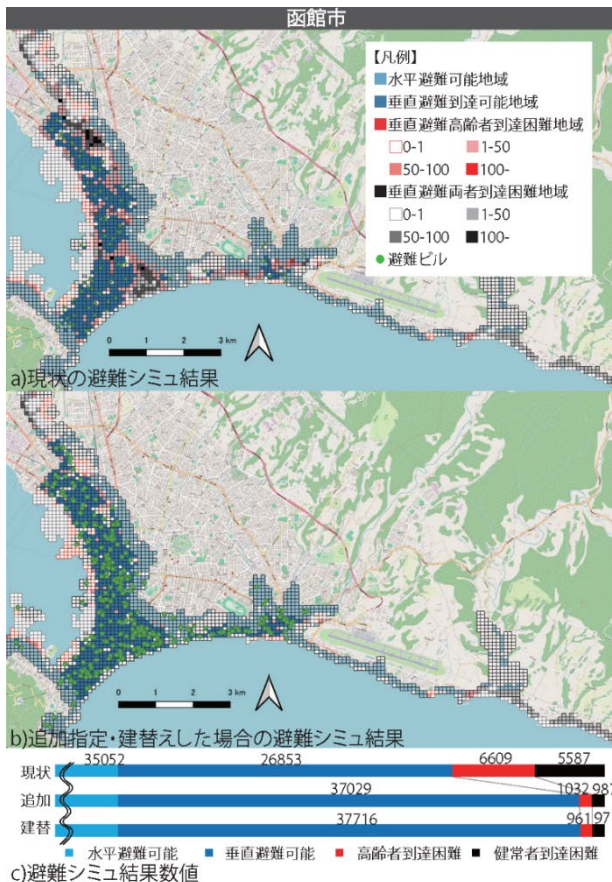 函館市
【凡例】
水平避難可能地域
垂直避難到達可能地域
垂直避難高齢者到達困難地域
0-1 1-50
50-100 100-
垂直避難両者到達困難地域
0-1 1-50
50-100 100-
避難ビル
0 1 2 3 km
a)現状の避難シミュ結果
0 1 2 3 km
b)追加指定・建替えした場合の避難シミュ結果
35052 26853 6609 5587
現状
37029 1032 987
追加
37716 961 97
建替
水平避難可能 垂直避難可能 高齢者到達困難 健常者到達困難
c)避難シミュ結果数値